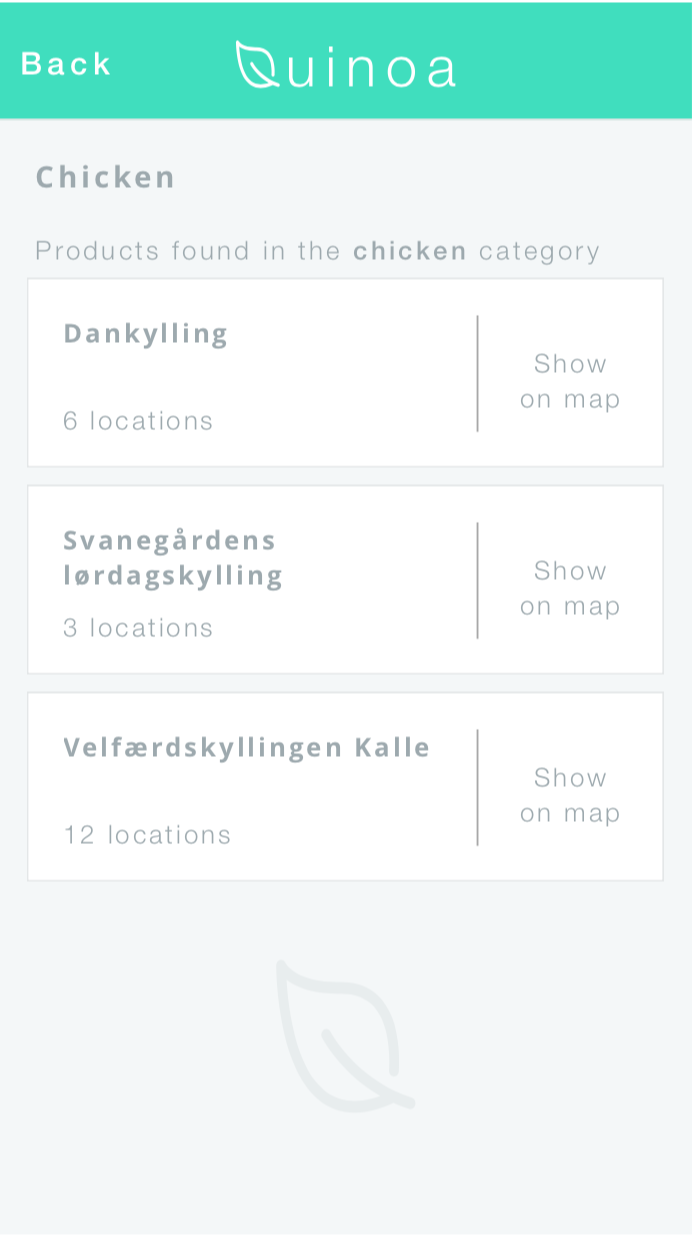 Back
Quinoa
Chicken
Products found in the chicken category
Dankylling
6 locations
Show
on map
Svanegårdens
lørdagskylling
3 locations
Show
on map
Velfærdskyllingen Kalle
12 locations
Show
on map